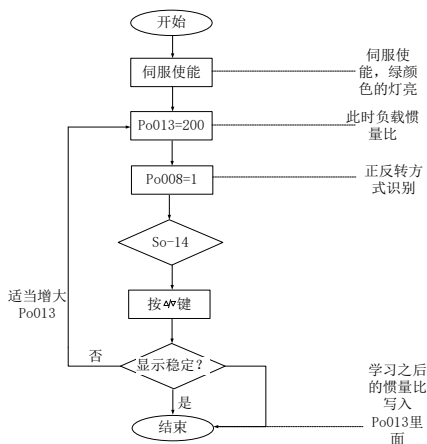 开始
伺服使能
伺服使
能，绿颜
色的灯亮
Po013=200
此时负载惯
量比
Po008=1
正反转方
式识别
So-14
适当增大
Po013
按△▽键
显示稳定?
否
是
学习之后
的惯量比
写入
Po013里
面
结束